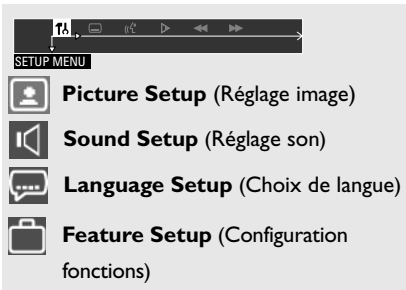 SETUP MENU
Picture Setup (Réglage image)
Sound Setup (Réglage son)
Language Setup (Choix de langue)
Feature Setup (Configuration
fonctions)